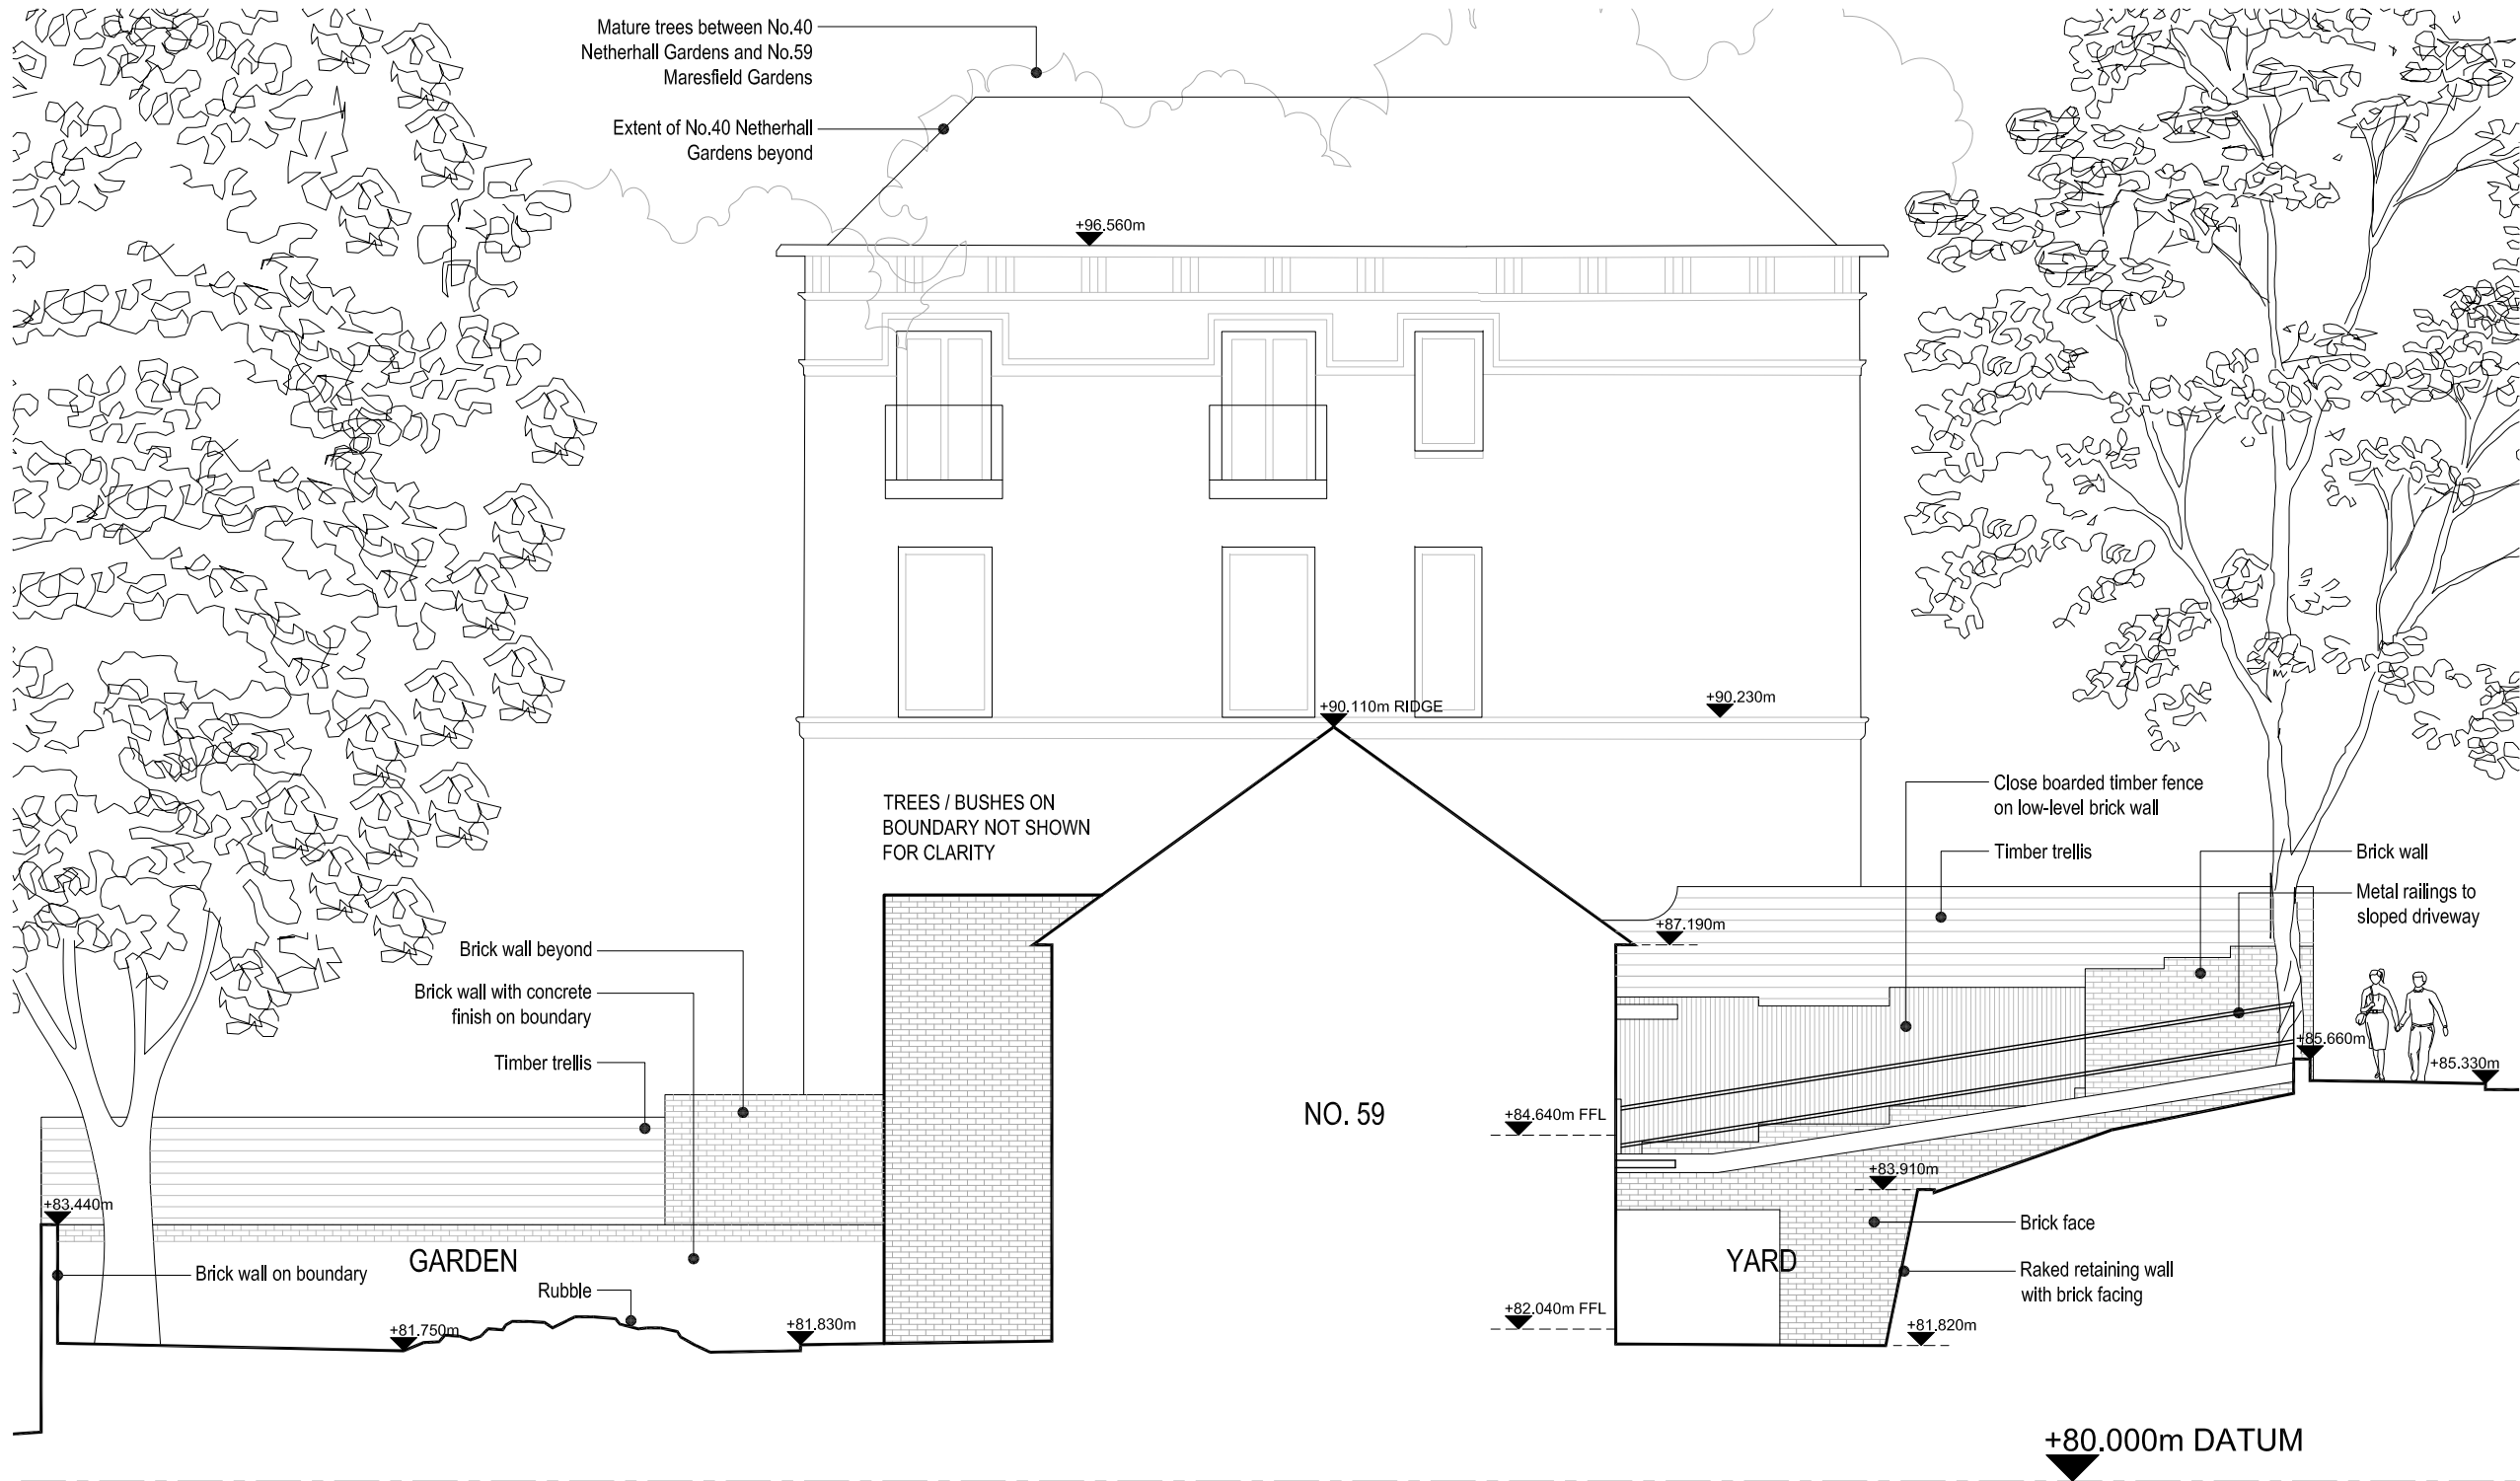 Mature trees between No.40
Netherhall Gardens and No.59
Maresfield Gardens
Extent of No.40 Netherhall
Gardens beyond
+96.560m
+90.110m RIDGE
+90.230m
TREES / BUSHES ON
BOUNDARY NOT SHOWN
FOR CLARITY
Close boarded timber fence
on low-level brick wall
Timber trellis
Brick wall
Metal railings to
sloped driveway
+87.190m
Brick wall beyond
Brick wall with concrete
finish on boundary
Timber trellis
+85.660m
+85.330m
NO. 59
+84.640m FFL
+83.910m
+83.440m
GARDEN
Brick wall on boundary
Rubble
YARD
Brick face
Raked retaining wall
with brick facing
+82.040m FFL
+81.750m
+81.830m
+81.820m
+80.000m DATUM